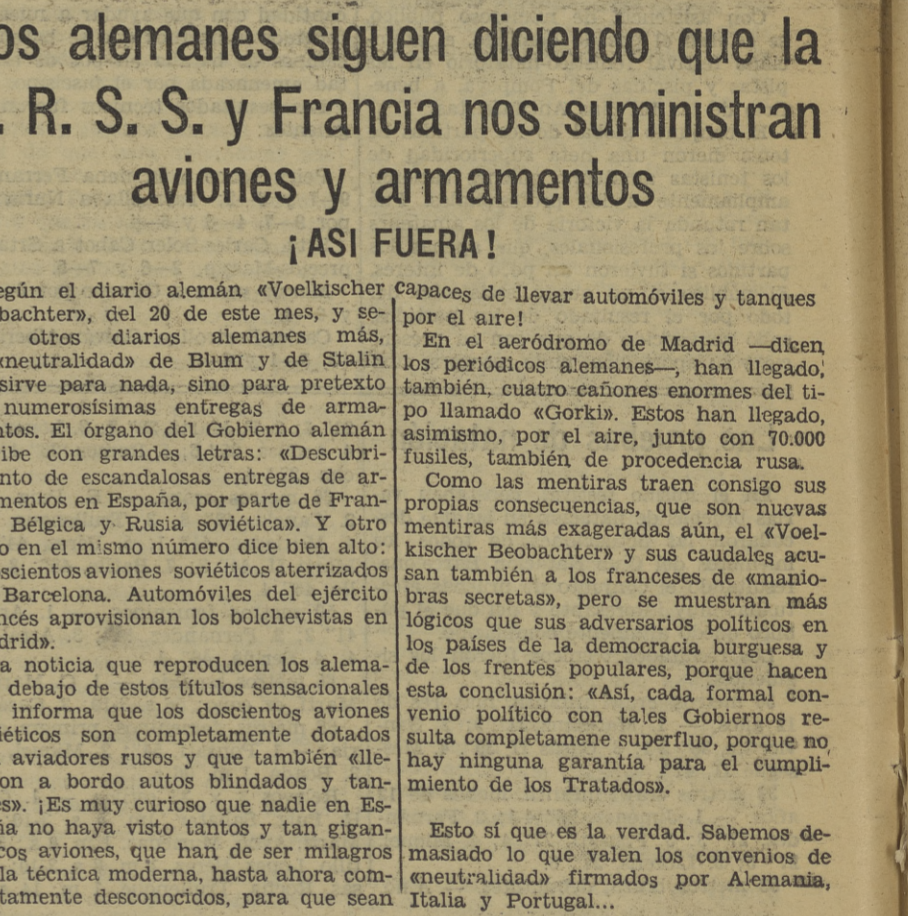 os alemanes siguen diciendo que la
. R. S. S. y Francia nos suministran
aviones y armamentos
¡ASI FUERA!
egún el diario alemán «Voelkischer
bachter», del 20 de este mes, y se-
otros diarios alemanes más,
«neutralidad» de Blum y de Stalin
sirve para nada, sino para pretexto
numerosísimas entregas de arma-
ntos. El órgano del Gobierno alemán
ibe con grandes letras: «Descubri-
nto de escandalosas entregas de ar-
mentos en España, por parte de Fran-
Bélgica y Rusia soviética». Y otro
o en el mismo número dice bien alto:
scientos aviones soviéticos aterrizados
Barcelona. Automóviles del ejército
ncés aprovisionan los bolchevistas en
drid».
a noticia que reproducen los alema-
debajo de estos títulos sensacionales
informa que los doscientos aviones
iéticos son completamente dotados
aviadores rusos y que también «lle-
on a bordo autos blindados y tan-
es». ¡Es muy curioso que nadie en Es-
ña no haya visto tantos y tan gigan-
cos aviones, que han de ser milagros
la técnica moderna, hasta ahora com-
tamente desconocidos, para que sean
capaces de llevar automóviles y tanques
por el aire!
En el aeródromo de Madrid —dicen
los periódicos alemanes—, han llegado,
también, cuatro cañones enormes del ti-
po llamado «Gorki». Estos han llegado,
asimismo, por el aire, junto con 70.000
fusiles, también de procedencia rusa.
Como las mentiras traen consigo sus
propias consecuencias, que son nuevas
mentiras más exageradas aún, el «Voel-
kischer Beobachter» y sus caudales acu-
san también a los franceses de «manio-
bras secretas», pero se muestran más
lógicos que sus adversarios políticos en
los países de la democracia burguesa y
de los frentes populares, porque hacen
esta conclusión: «Así, cada formal con-
venio político con tales Gobiernos re-
sulta completamene superfluo, porque no
hay ninguna garantía para el cumpli-
miento de los Tratados».
Esto sí que es la verdad. Sabemos de-
masiado lo que valen los convenios de
«neutralidad» firmados por Alemania,
Italia y Portugal...